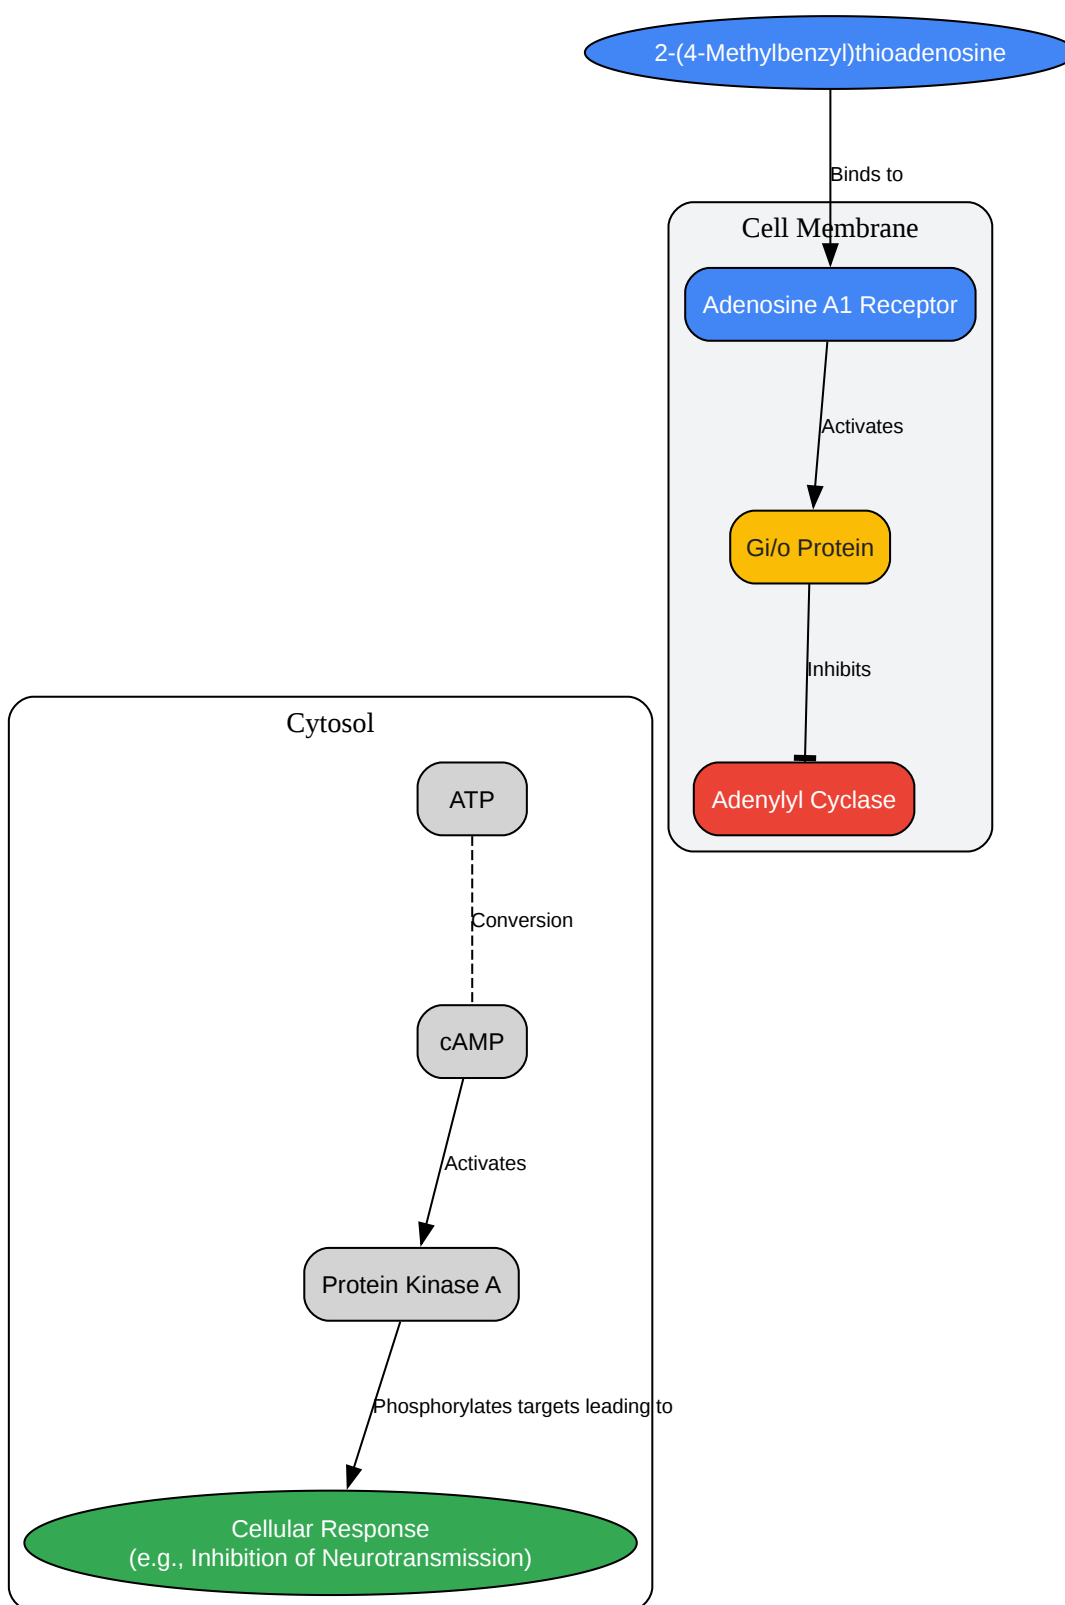 2-(4-Methylbenzyl)thioadenosine
Binds to
Cell Membrane
Adenosine A1 Receptor
Activates
Gi/o Protein
Inhibits
Adenylyl Cyclase
Cytosol
ATP
Conversion
cAMP
Activates
Protein Kinase A
Phosphorylates targets leading to
Cellular Response
(e.g., Inhibition of Neurotransmission)